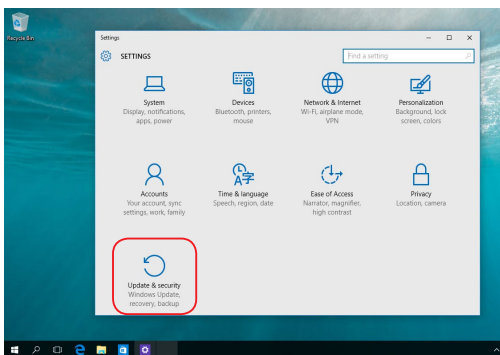 Recycle Bin
Settings
SETTINGS
Find a setting
System
Display, notifications,
apps, power
Devices
Bluetooth, printers,
mouse
Network & Internet
Wi-Fi, airplane mode,
VPN
Personalization
Background, lock
screen, colors
Accounts
Your account, sync
settings, work, family
Time & language
Speech, region, date
Ease of Access
Narrator, magnifier,
high contrast
Privacy
Location, camera
Update & security
Windows Update,
recovery, backup